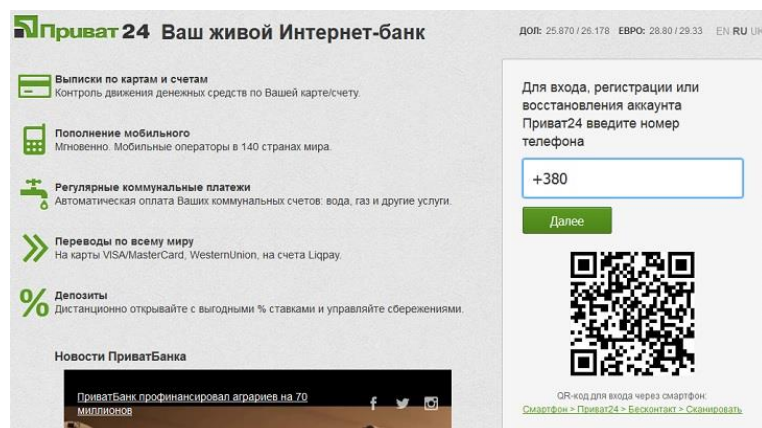 Приват 24 Ваш живой Интернет-банк
ДОЛ: 25.870 / 26.178 ЕВРО: 28.80 / 29.33 EN RU UK
Выписки по картам и счетам
Контроль движения денежных средств по Вашей карте/счету.
Пополнение мобильного
Мгновенно. Мобильные операторы в 140 странах мира.
Регулярные коммунальные платежи
Автоматическая оплата Ваших коммунальных счетов: вода, газ и другие услуги.
Переводы по всему миру
На карты VISA/MasterCard, WesternUnion, на счета Liqpay.
Депозиты
Дистанционно открывайте с выгодными % ставками и управляйте сбережениями.
Новости ПриватБанка
ПриватБанк профинансировал аграриев на 70
миллионов
Для входа, регистрации или
восстановления аккаунта
Приват24 введите номер
телефона
+380
Далее
QR-код для входа через смартфон:
Смартфон > Приват24 > Бесконтакт > Сканировать